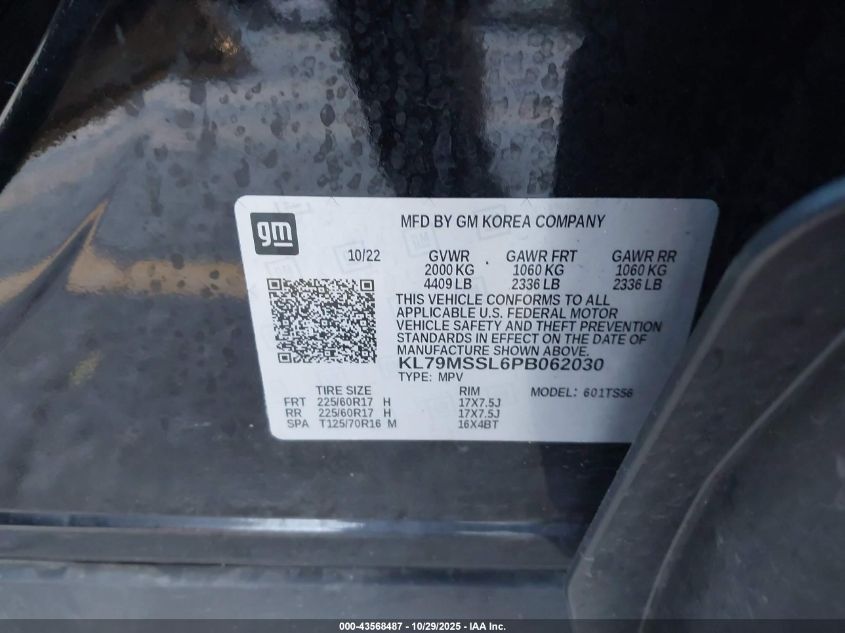 gm
MFD BY GM KOREA COMPANY
10/22 GVWR GAWR FRT GAWR RR
2000 KG 1060 KG 1060 KG
4409 LB 2336 LB 2336 LB
THIS VEHICLE CONFORMS TO ALL
APPLICABLE U.S. FEDERAL MOTOR
VEHICLE SAFETY AND THEFT PREVENTION
STANDARDS IN EFFECT ON THE DATE OF
MANUFACTURE SHOWN ABOVE.
KL79MSSL6PB062030
TYPE: MPV
TIRE SIZE RIM MODEL: 601TS56
FRT 225/60R17 H 17X7.5J
RR 225/60R17 H 17X7.5J
SPA T125/70R16 M 16X4BT
000-43568487 - 10/29/2025 - IAA Inc.